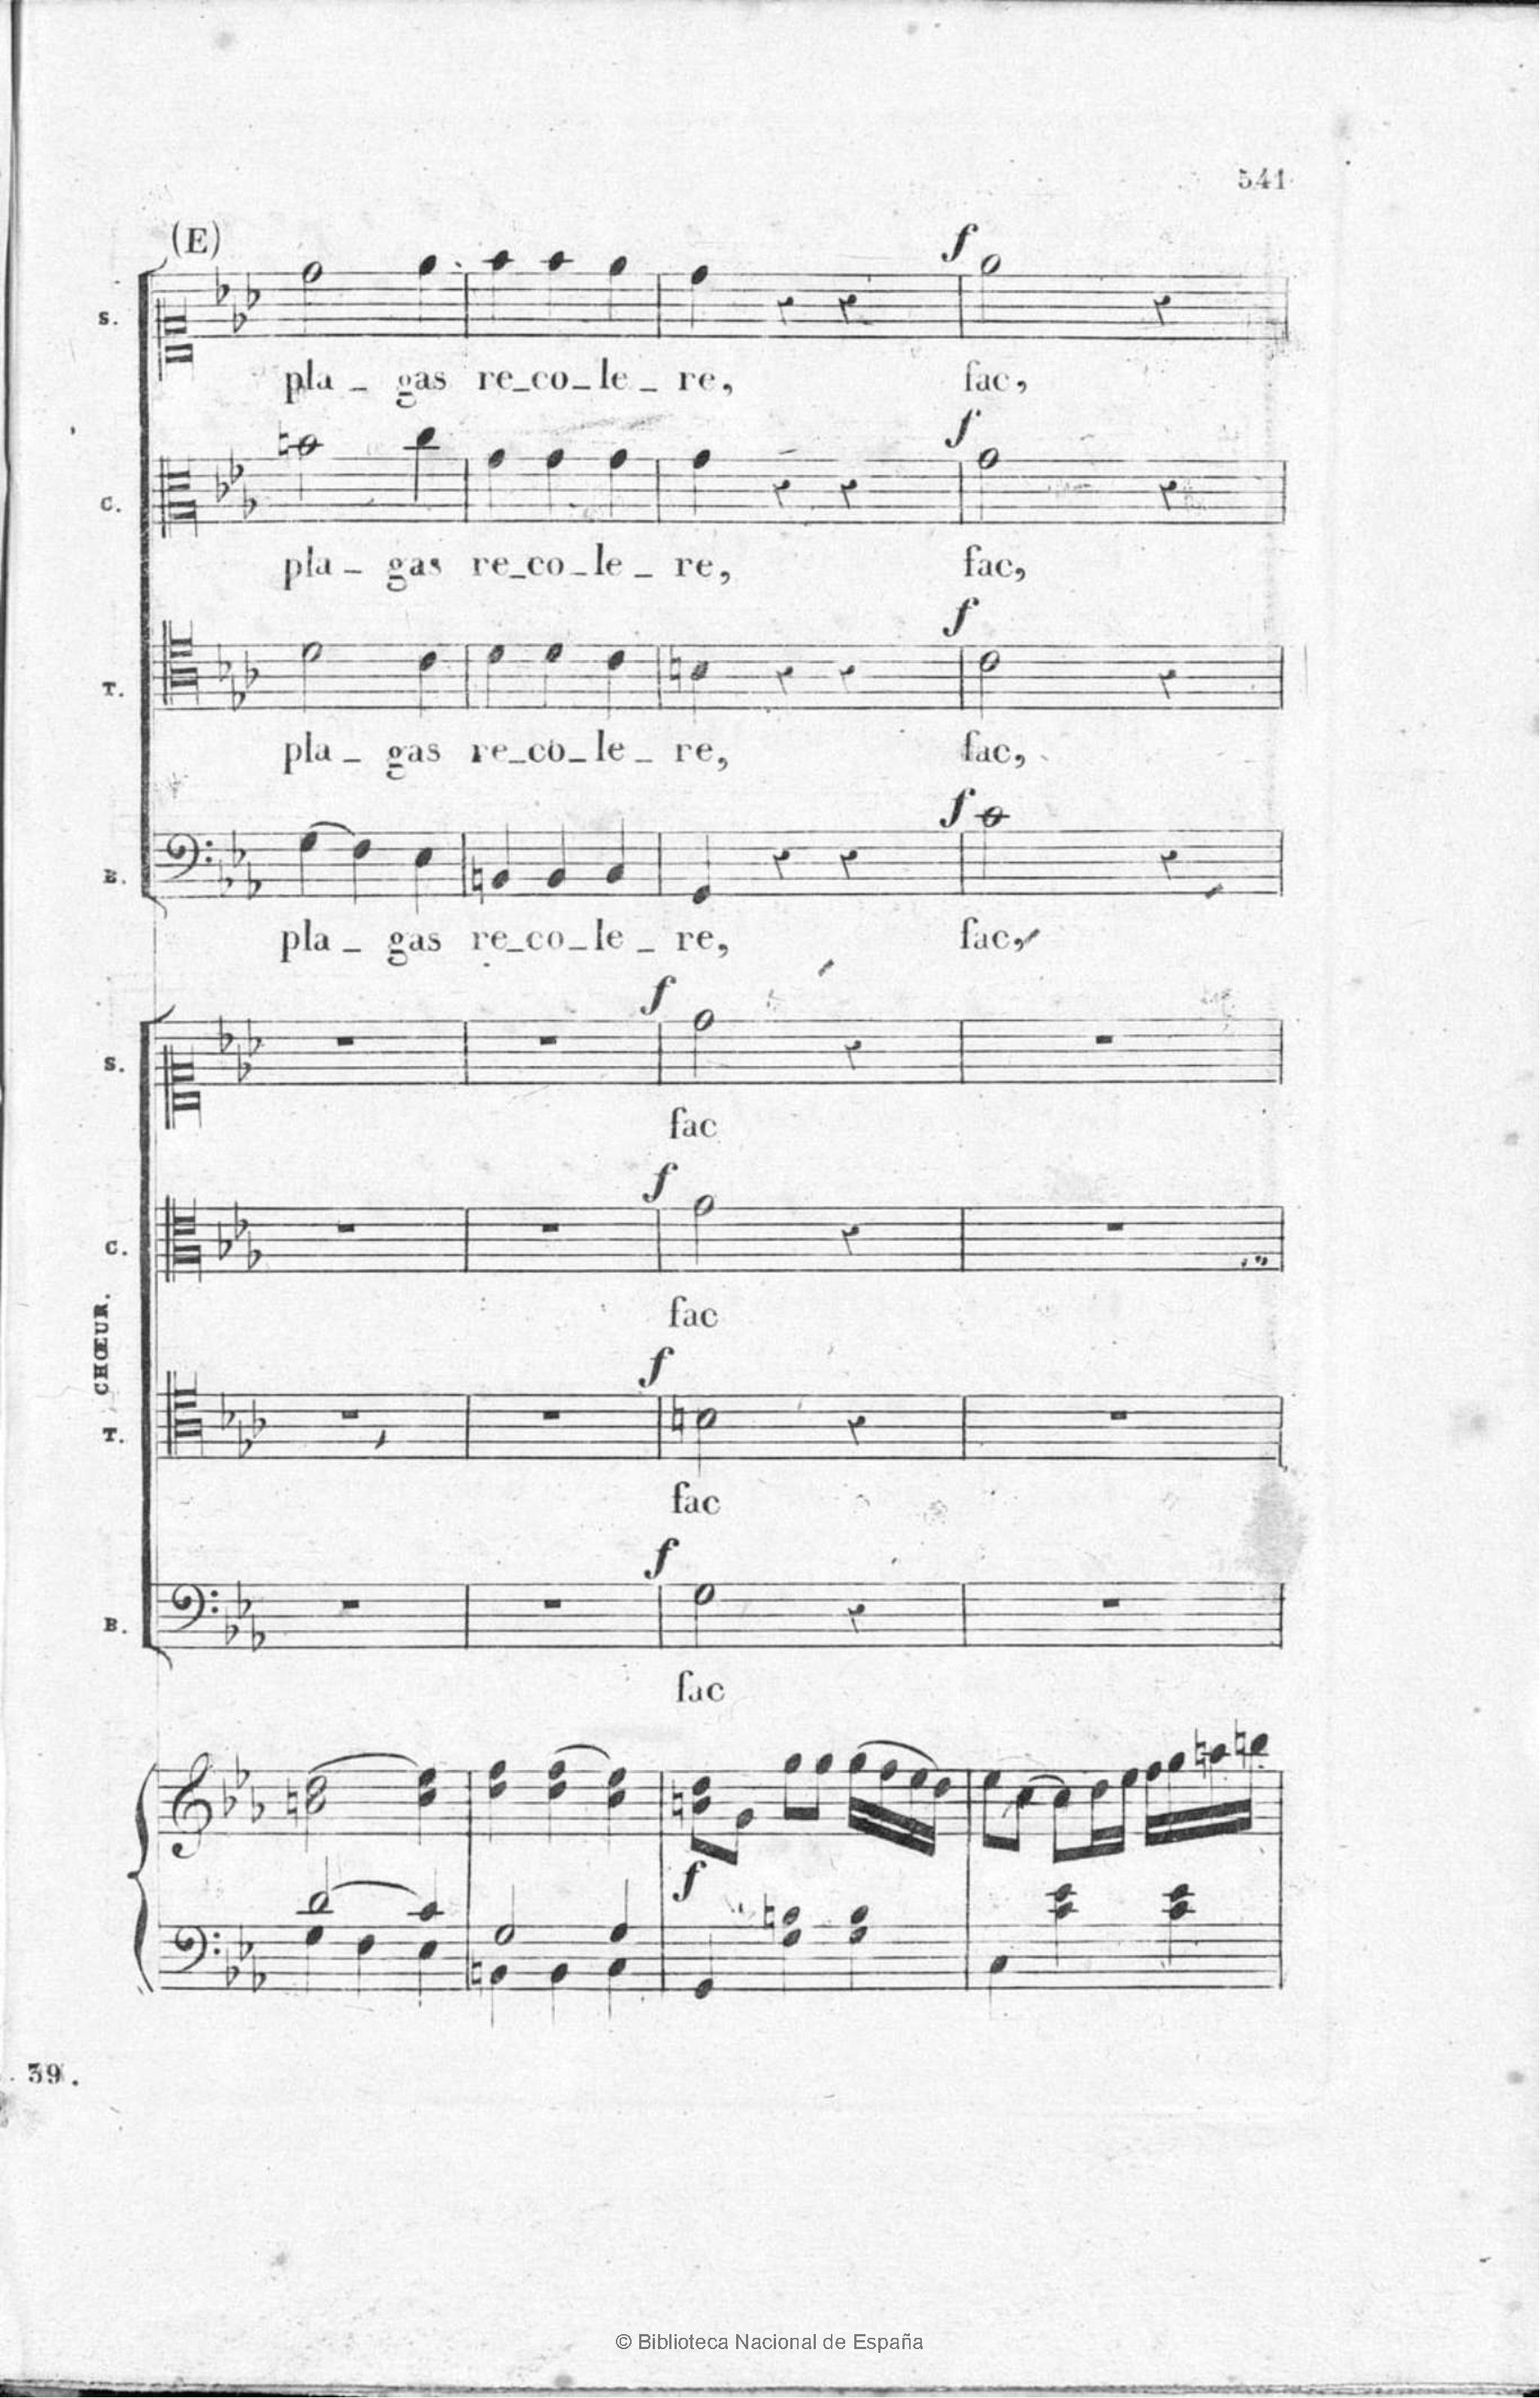 541
(E)
f
S.
pla _ gas re_co_le _ re, fac,
f
C.
pla _ gas re_co_le _ re, fac,
f
T.
pla _ gas re_co_le _ re, fac,
f
B.
pla _ gas re_co_le _ re, fac,
f
S.
fac
f
C.
fac
CHŒUR.
f
T.
fac
f
B.
fac
f
39.
© Biblioteca Nacional de España